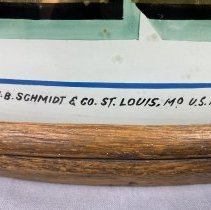 .B. SCHMIDT & CO. ST. LOUIS, MO U.S.